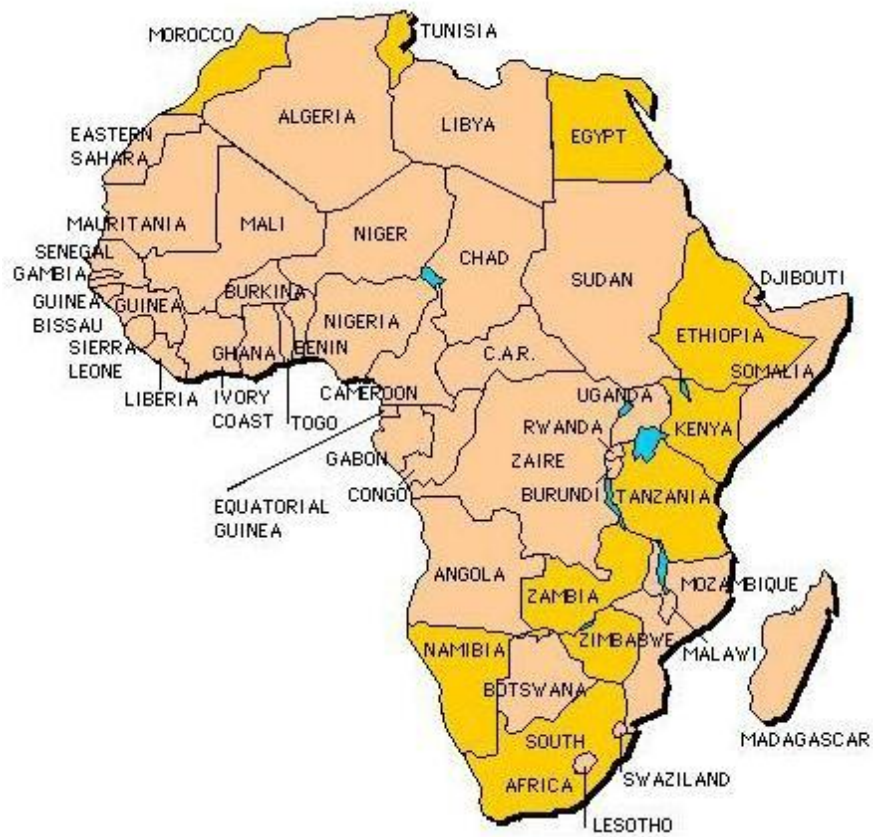 MOROCCO
TUNISIA
ALGERIA
LIBYA
EGYPT
EASTERN
SAHARA
MAURITANIA
MALI
NIGER
CHAD
SUDAN
SENEGAL
GAMBIA
GUINEA
BISSAU
GUINEA
BURKINA
NIGERIA
DJIBOUTI
ETHIOPIA
SOMALIA
SIERRA
LEONE
LIBERIA
GHANA
IVORY
COAST
TOGO
BENIN
CAMEROON
C.A.R.
UGANDA
KENYA
RWANDA
ZAIRE
BURUNDI
TANZANIA
GABON
CONGO
EQUATORIAL
GUINEA
ANGOLA
ZAMBIA
MOZAMBIQUE
MALAWI
NAMIBIA
ZIMBABWE
BOTSWANA
MADAGASCAR
SOUTH
AFRICA
SWAZILAND
LESOTHO